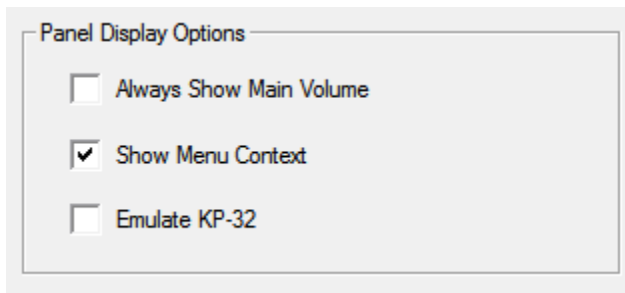 Panel Display Options
Always Show Main Volume
Show Menu Context
Emulate KP-32